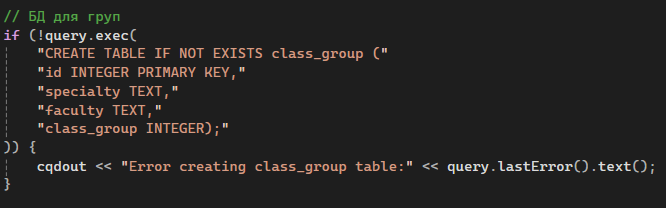 // БД для груп
if (!query.exec(
"CREATE TABLE IF NOT EXISTS class_group ("
"id INTEGER PRIMARY KEY,"
"specialty TEXT,"
"faculty TEXT,"
"class_group INTEGER);"
)) {
cqdout << "Error creating class_group table:" << query.lastError().text();
}